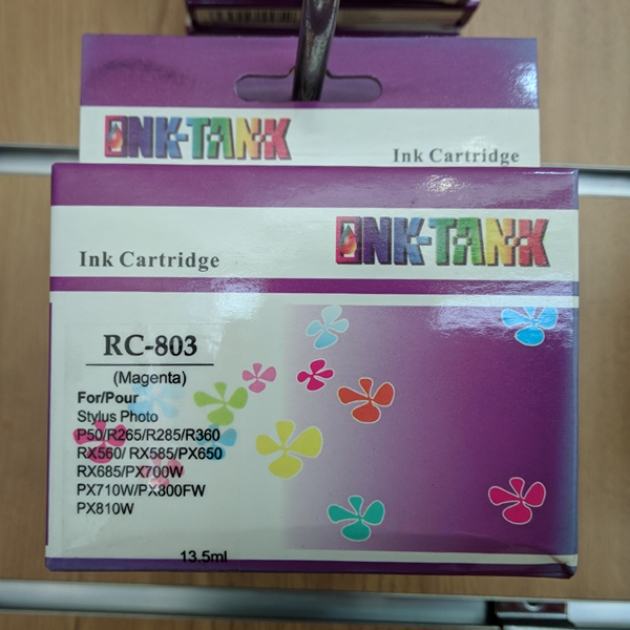 INK-TANK
Ink Cartridge
INK-TANK
Ink Cartridge
RC-803
(Magenta)
For/Pour
Stylus Photo
P50/R265/R285/R360
RX560/ RX585/PX650
RX685/PX700W
PX710W/PX800FW
PX810W
13.5ml